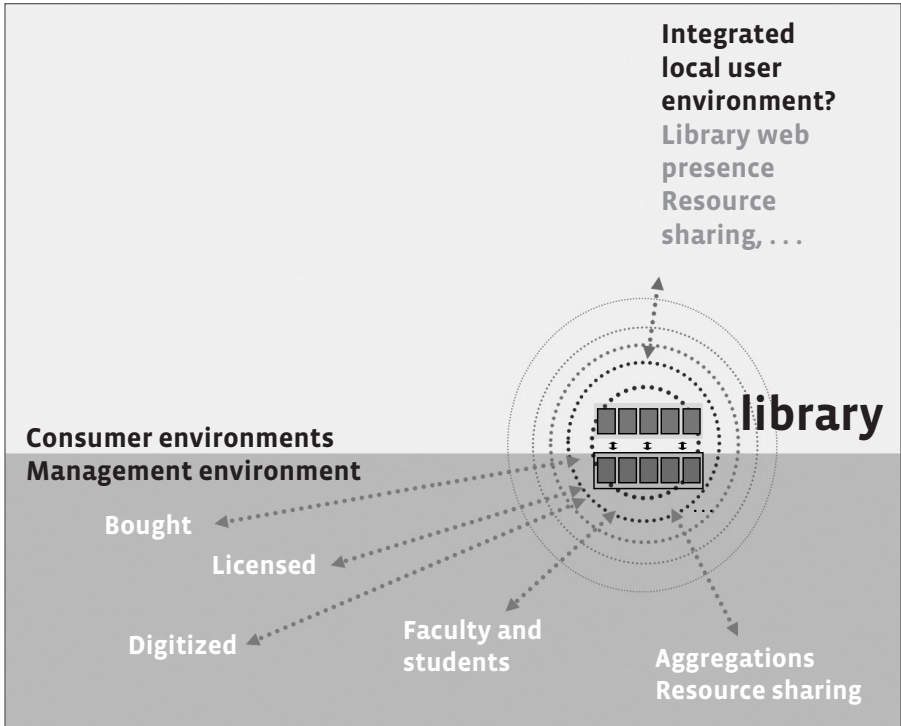 Integrated
local user
environment?
Library web
presence
Resource
sharing, . . .
library
Consumer environments
Management environment
. . .
Bought
Licensed
Digitized
Faculty and
students
Aggregations
Resource sharing